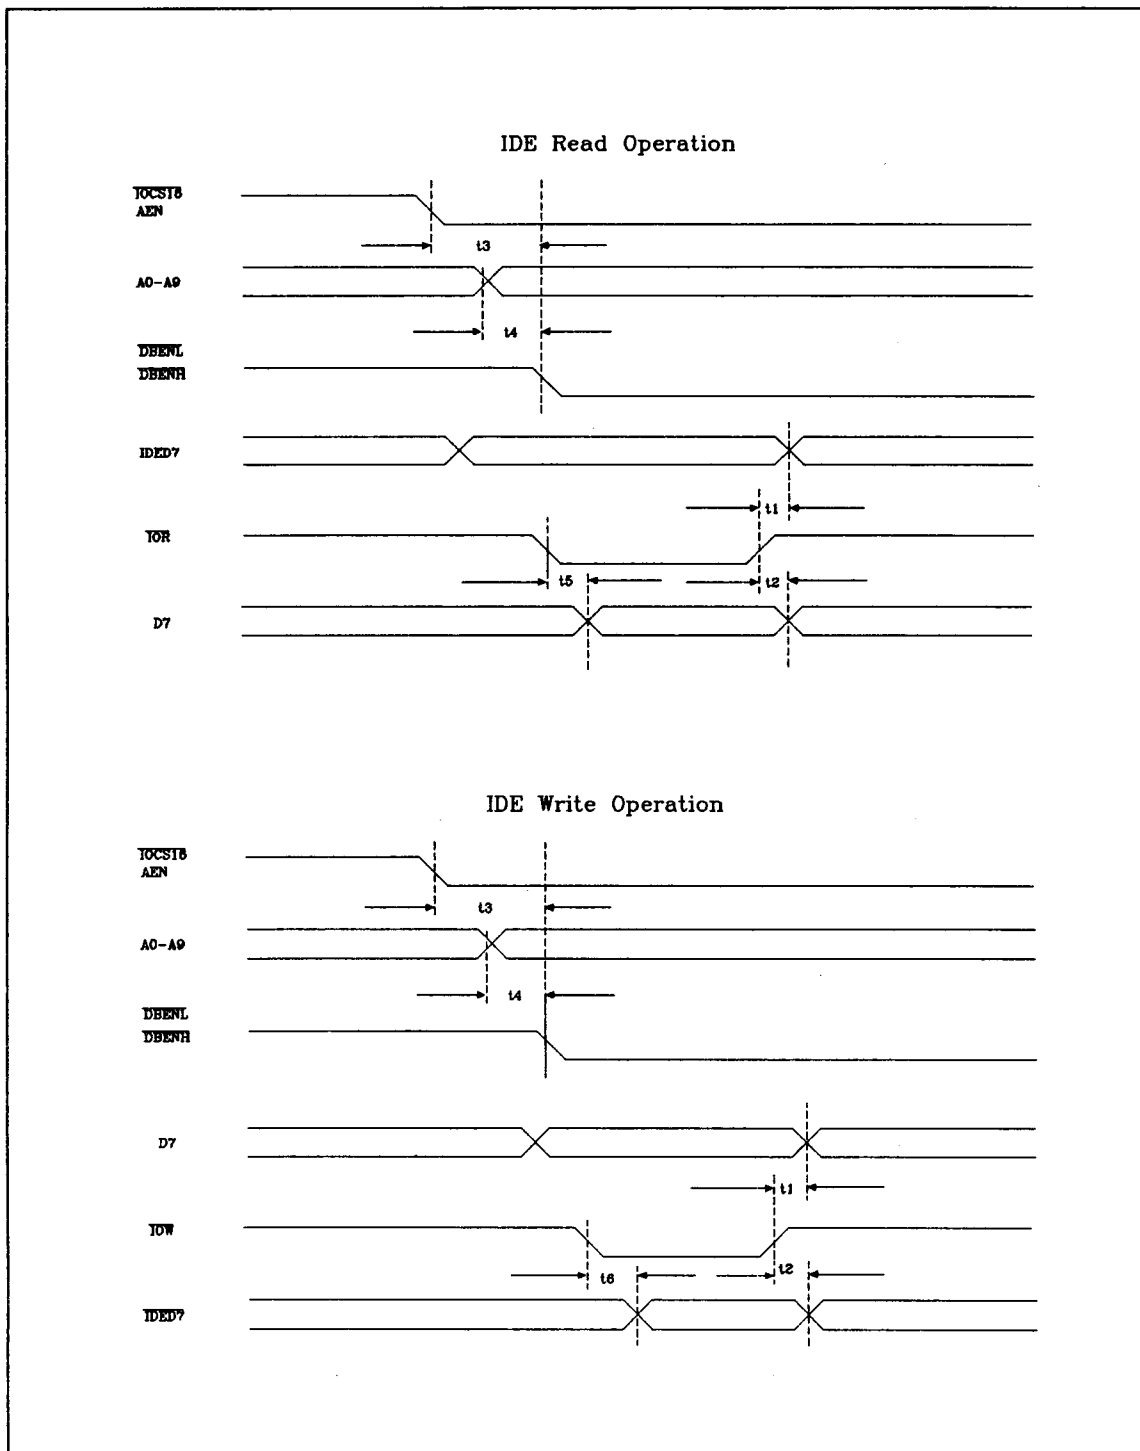 IDE Read Operation
IOCS16
AEN
t3
A0-A9
t4
DBENL
DBENH
IDED7
t1
IOR
t5
t2
D7
IDE Write Operation
IOCS16
AEN
t3
A0-A9
t4
DBENL
DBENH
D7
t1
IOW
t6
t2
IDED7